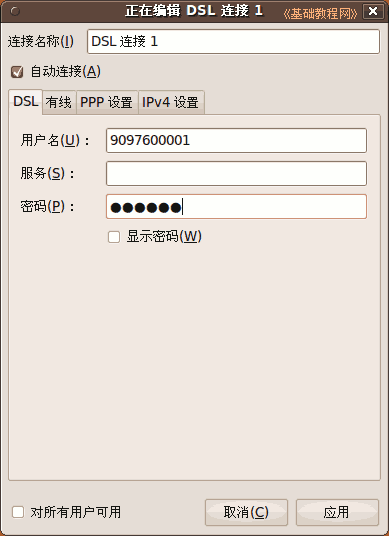 正在编辑 DSL 连接 1 《基础教程网》
连接名称(I) DSL 连接 1
自动连接(A)
DSL 有线 PPP 设置 IPv4 设置
用户名(U)： 9097600001
服务(S)：
密码(P)： ●●●●●●
显示密码(W)
对所有用户可用 取消(C) 应用